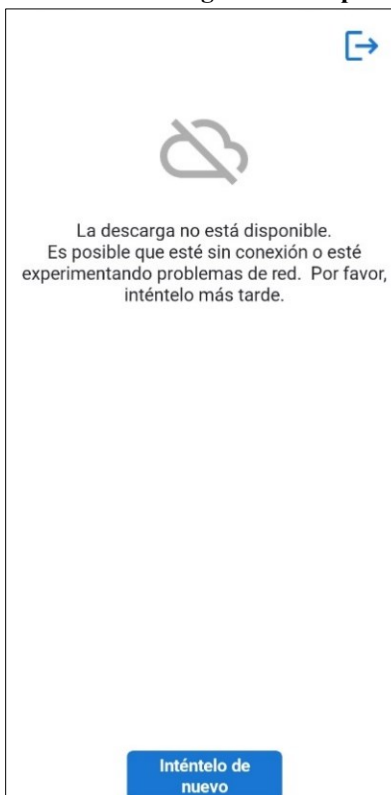 La descarga no está disponible.
Es posible que esté sin conexión o esté
experimentando problemas de red. Por favor,
inténtelo más tarde.
Inténtelo de
nuevo